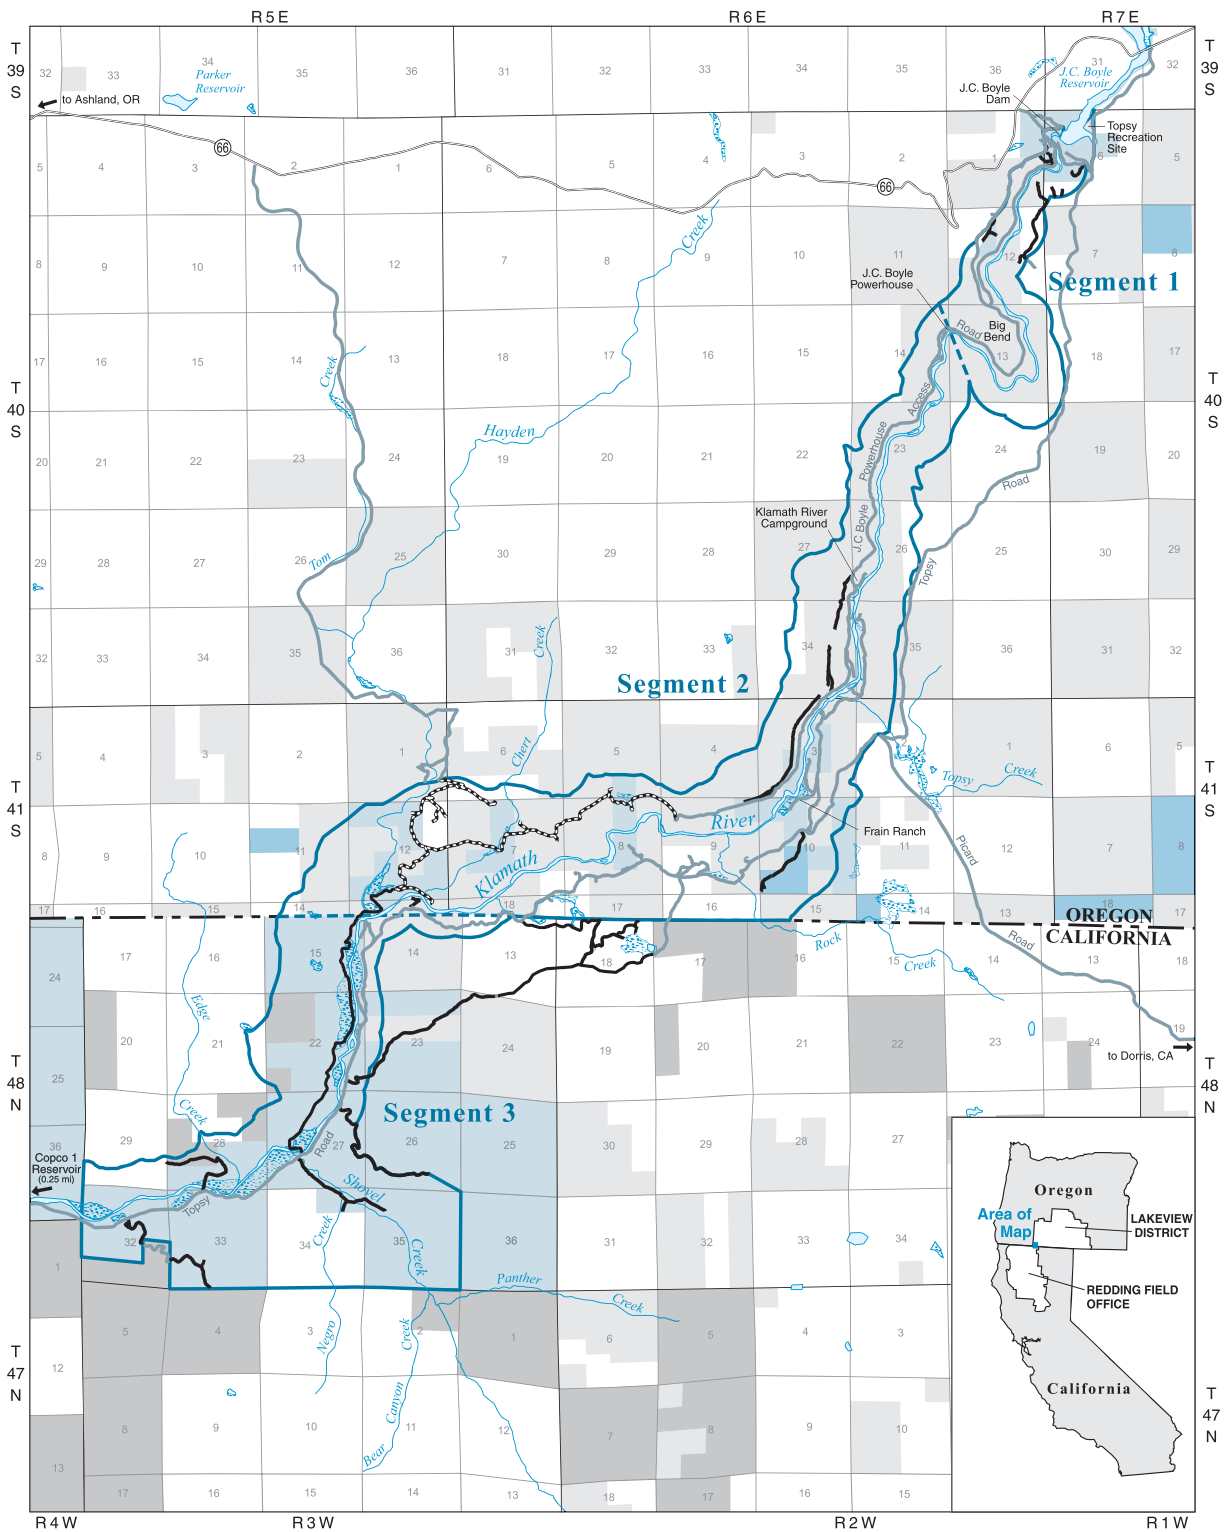 R5E
R6E
R7E
T
39
S
T
39
S
32
33
34
35
36
31
32
33
34
35
36
31
32
Parker
Reservoir
J.C. Boyle
Reservoir
J.C. Boyle
Dam
to Ashland, OR
66
Topsy
Recreation
Site
5
4
3
2
1
6
5
4
3
2
1
6
5
66
Creek
8
9
10
11
12
7
8
9
10
11
12
7
8
Segment 1
J.C. Boyle
Powerhouse
Road
Big
Bend
17
16
15
14
13
18
17
16
15
14
13
18
17
Creek
T
40
S
T
40
S
Access
Hayden
20
21
22
23
24
19
20
21
22
23
24
19
20
Powerhouse
Road
Klamath River
Campground
J.C Boyle
29
28
27
26
25
30
29
28
27
26
25
30
29
Tom
Topsy
32
33
34
35
36
31
32
33
34
35
36
31
32
Creek
Segment 2
5
4
3
2
1
6
5
4
3
1
6
5
Chert
Topsy
Creek
T
41
S
T
41
S
River
Frain Ranch
Picard
8
9
10
11
12
7
8
9
10
11
12
7
8
Klamath
17
16
15
14
18
17
16
15
14
13
18
17
OREGON
CALIFORNIA
Rock
Creek
Road
24
17
16
15
14
13
18
17
16
15
14
13
18
Edge
19
20
21
22
23
24
19
20
21
22
23
24
to Dorris, CA
T
48
N
T
48
N
25
Segment 3
Creek
36
29
28
27
26
25
30
29
28
27
Road
Copco 1
Reservoir
(0.25 mi)
Shovel
Topsy
Creek
Creek
32
33
34
35
36
31
32
33
34
1
Panther
Creek
5
4
3
2
1
6
5
4
3
Negro
Creek
T
47
N
T
47
N
12
8
9
10
11
12
7
8
9
10
Canyon
Bear
13
17
16
15
14
13
18
17
16
15
Oregon
Area of
Map
LAKEVIEW
DISTRICT
REDDING FIELD
OFFICE
California
R4W
R3W
R2W
R1W